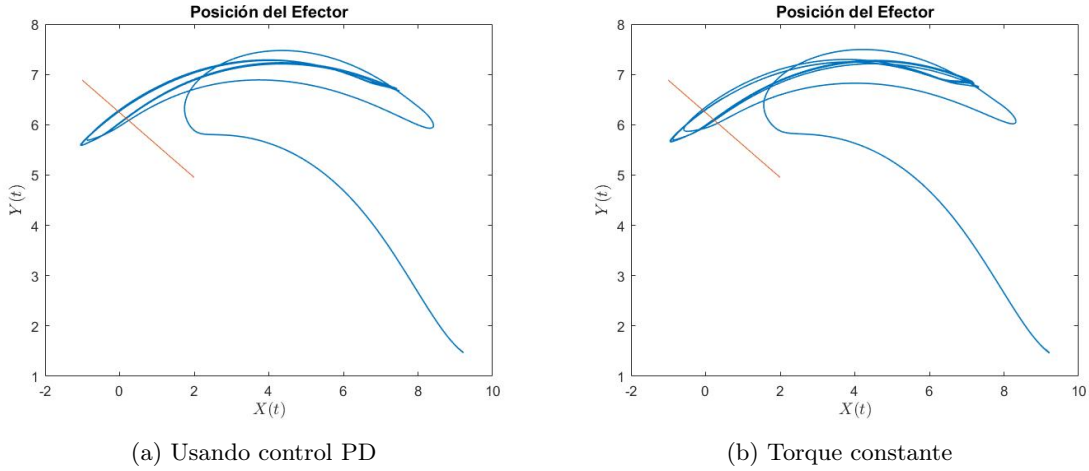 Posición del Efector
8
7
6
5
4
3
2
1
Y(t)
-2 0 2 4 6 8 10
X(t)
(a) Usando control PD
Posición del Efector
8
7
6
5
4
3
2
1
Y(t)
-2 0 2 4 6 8 10
X(t)
(b) Torque constante